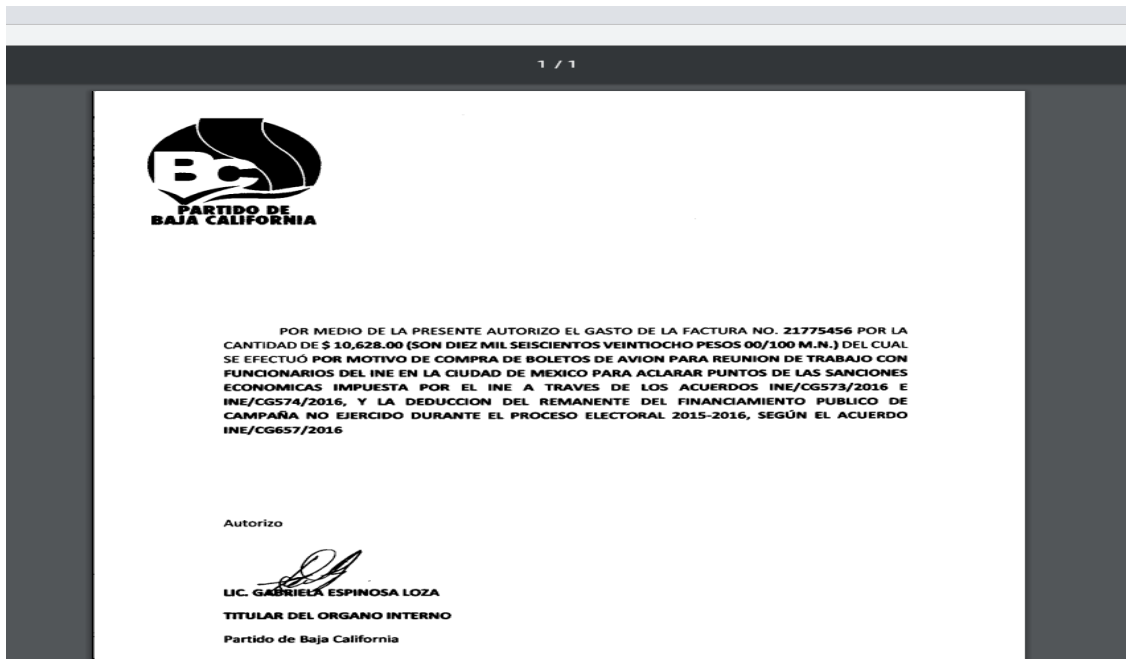 1 / 1
BC
PARTIDO DE
BAJA CALIFORNIA
POR MEDIO DE LA PRESENTE AUTORIZO EL GASTO DE LA FACTURA NO. 21775456 POR LA
CANTIDAD DE $ 10,628.00 (SON DIEZ MIL SEISCIENTOS VEINTIOCHO PESOS 00/100 M.N.) DEL CUAL
SE EFECTUÓ POR MOTIVO DE COMPRA DE BOLETOS DE AVION PARA REUNION DE TRABAJO CON
FUNCIONARIOS DEL INE EN LA CIUDAD DE MEXICO PARA ACLARAR PUNTOS DE LAS SANCIONES
ECONOMICAS IMPUESTA POR EL INE A TRAVES DE LOS ACUERDOS INE/CG573/2016 E
INE/CG574/2016, Y LA DEDUCCION DEL REMANENTE DEL FINANCIAMIENTO PUBLICO DE
CAMPAÑA NO EJERCIDO DURANTE EL PROCESO ELECTORAL 2015-2016, SEGÚN EL ACUERDO
INE/CG657/2016
Autorizo
LIC. GABRIELA ESPINOSA LOZA
TITULAR DEL ORGANO INTERNO
Partido de Baja California